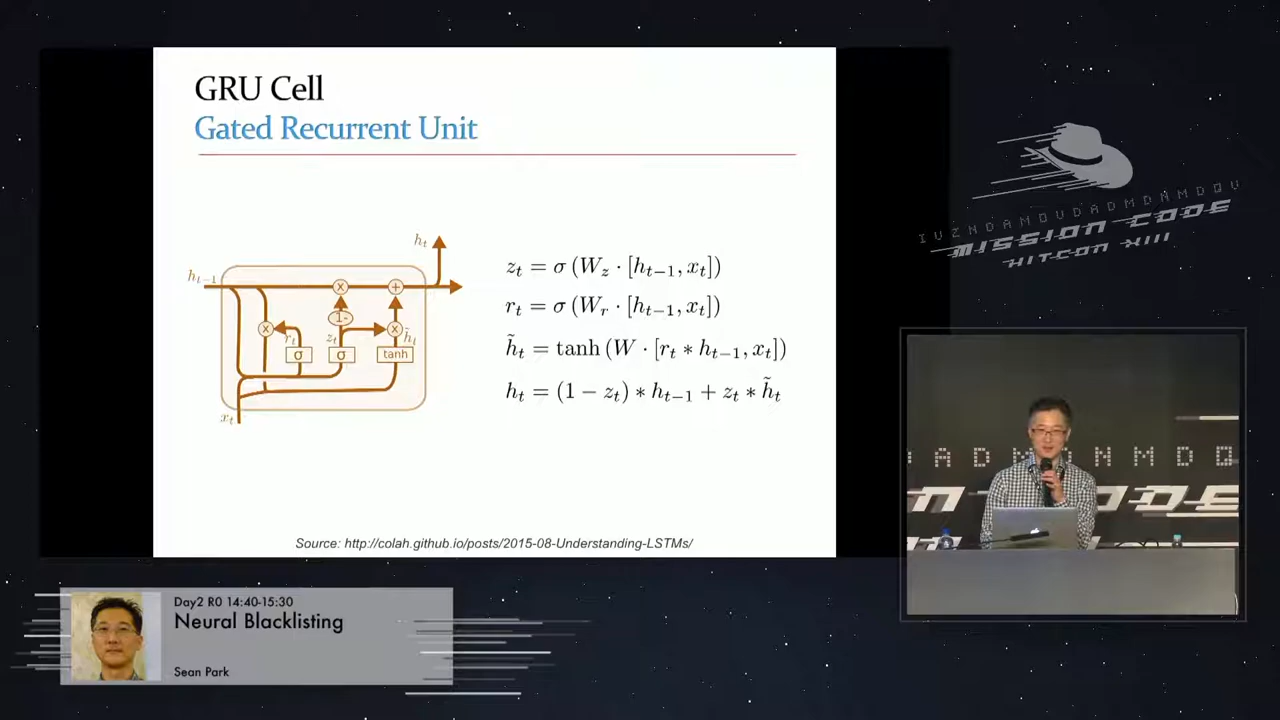 GRU Cell
Gated Recurrent Unit
h_t
h_{t-1}
x
+
1-
x
r_t
z_t
x
h̃_t
σ
σ
tanh
x_t
z_t = σ (W_z · [h_{t-1}, x_t])
r_t = σ (W_r · [h_{t-1}, x_t])
h̃_t = tanh (W · [r_t * h_{t-1}, x_t])
h_t = (1 − z_t) * h_{t-1} + z_t * h̃_t
Source: http://colah.github.io/posts/2015-08-Understanding-LSTMs/
IVZNDAMOVDADMDNMDQV
MISSION CODE
HITCON XIII
ADMDNMDQ
Day2 R0 14:40-15:30
Neural Blacklisting
Sean Park